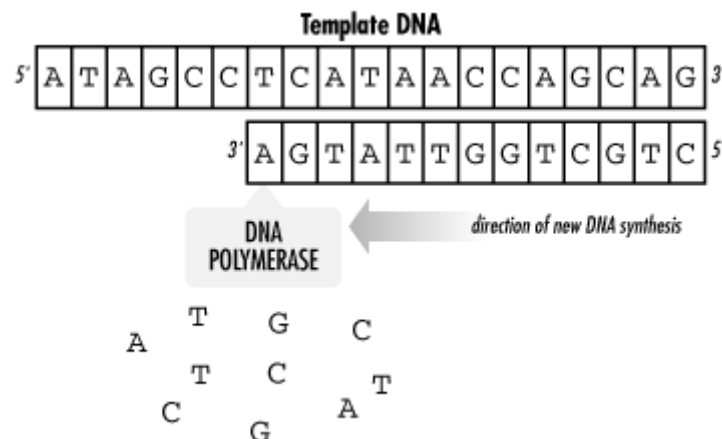 Template DNA
5' A T A G C C T C A T A A C C A G C A G 3'
3' A G T A T T G G T C G T C 5
DNA
POLYMERASE
direction of new DNA synthesis
T G C
A
T C T
C A
G